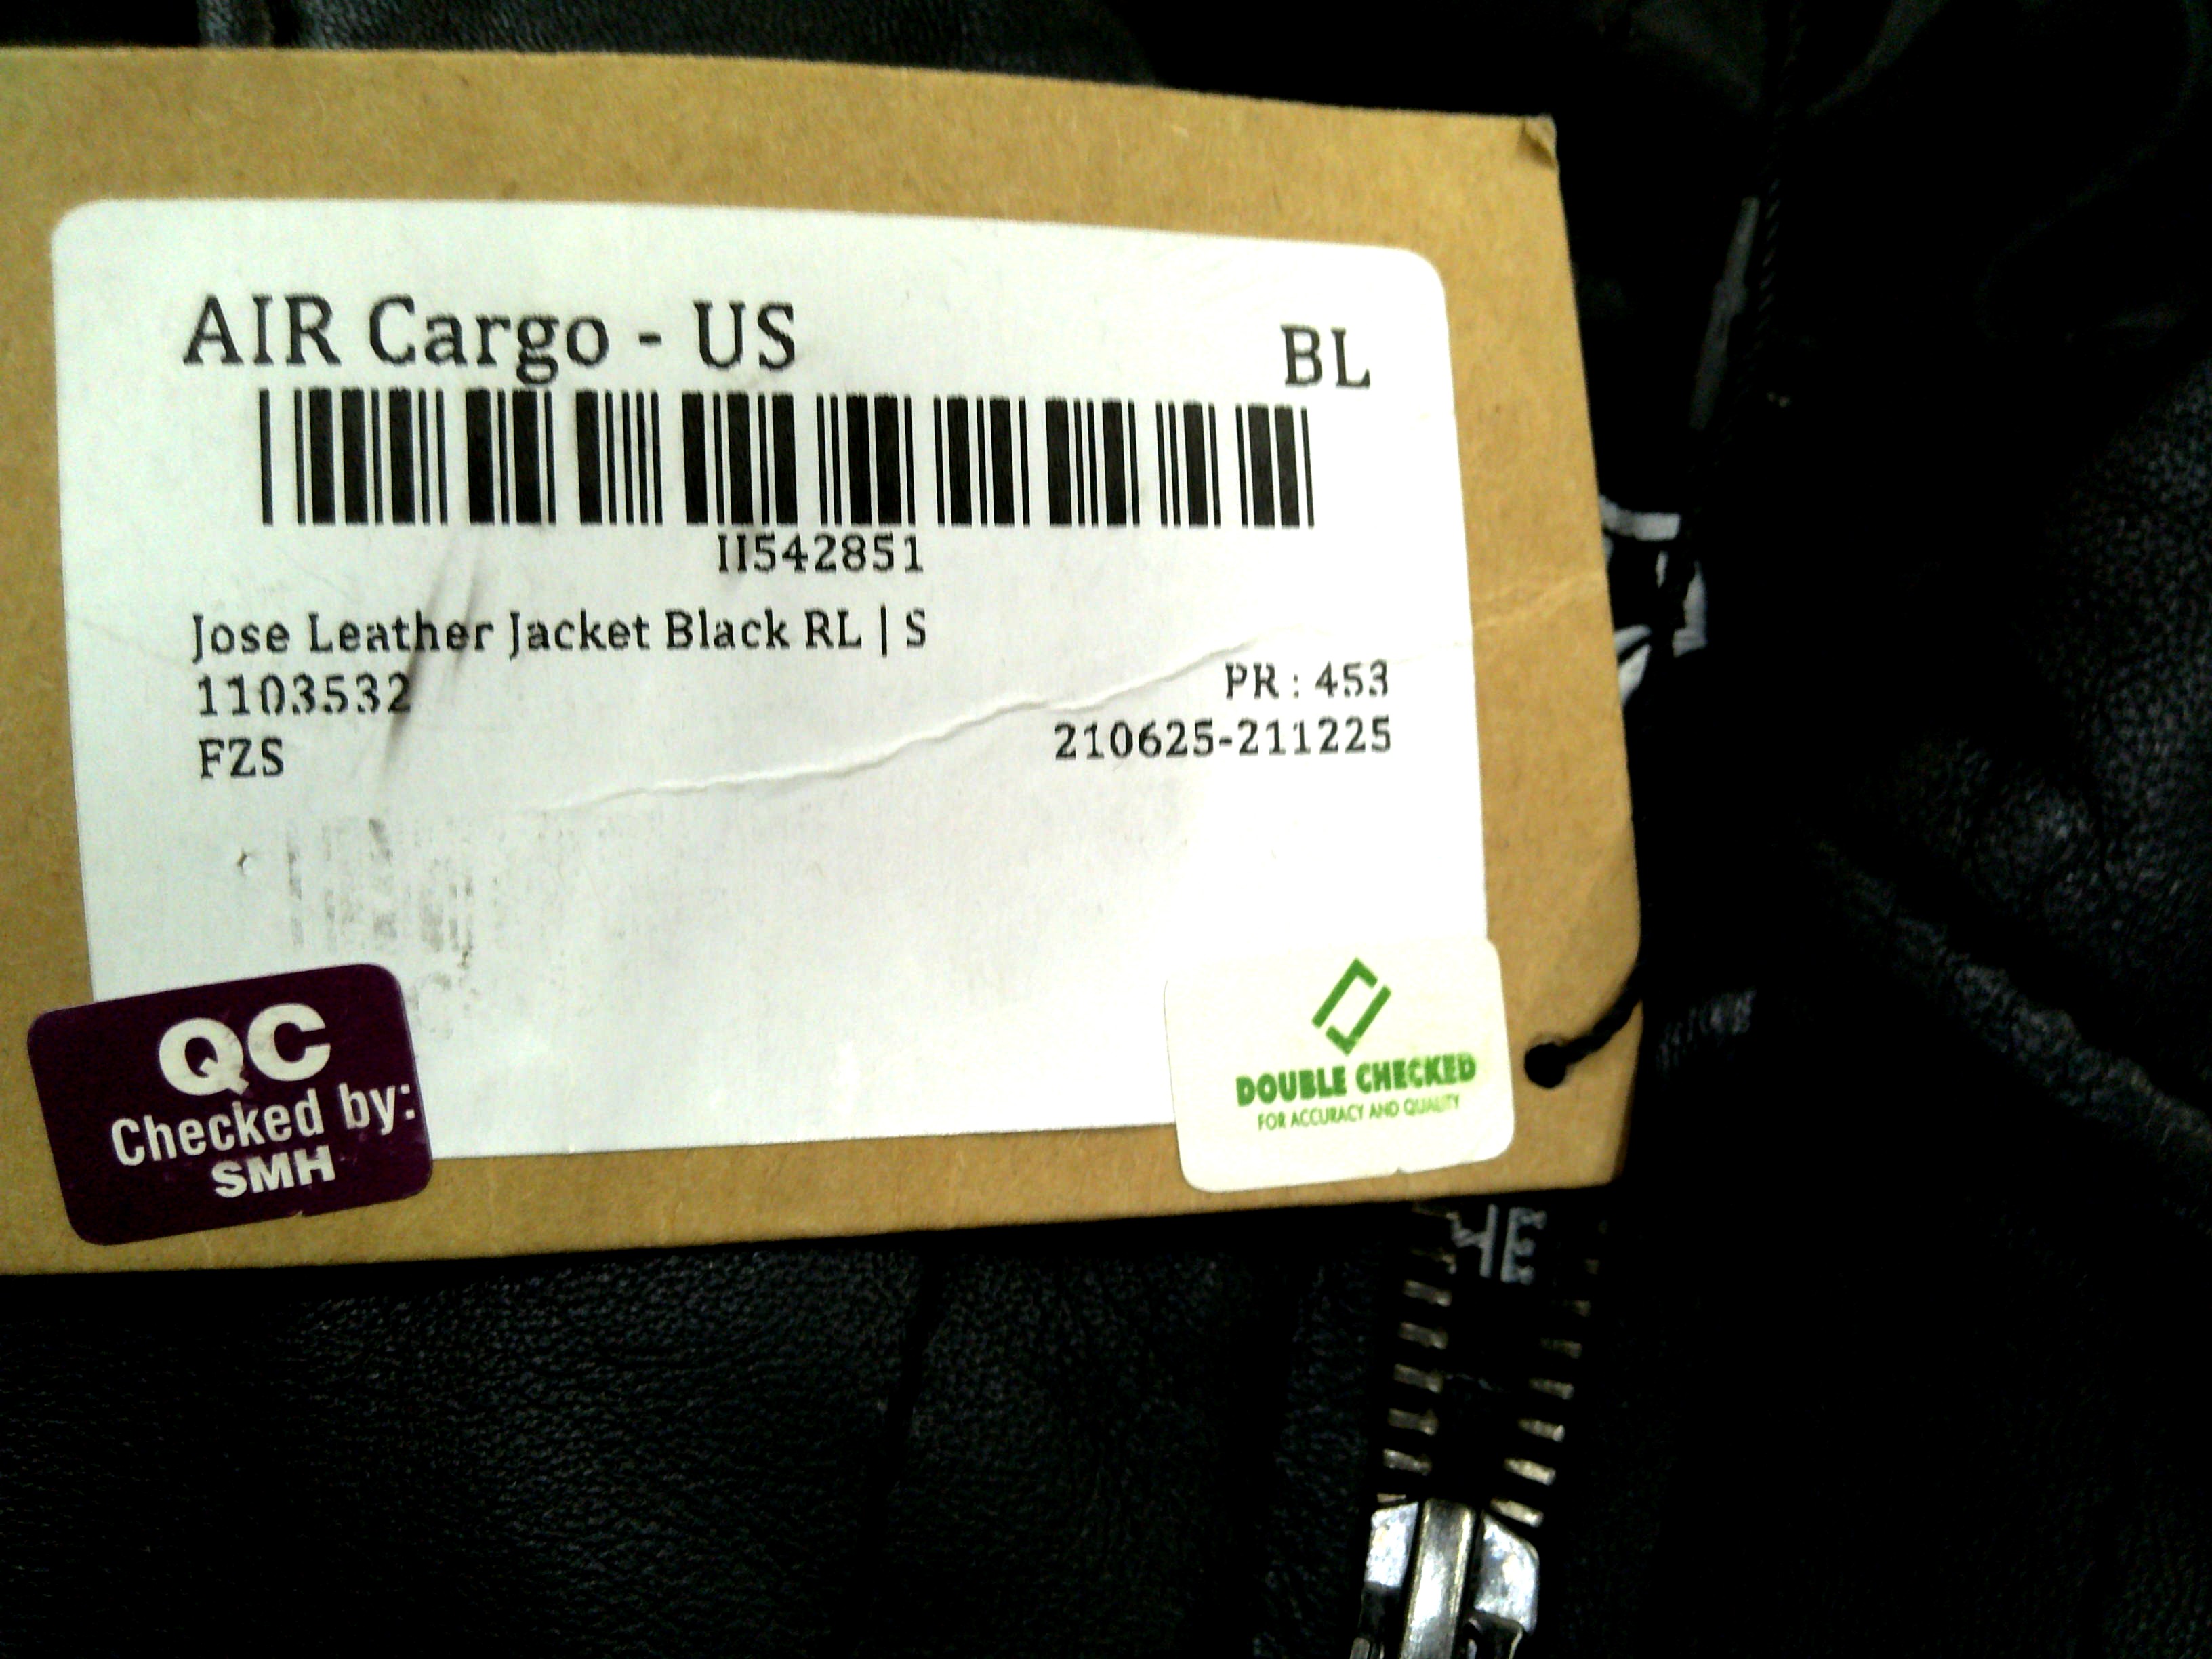 AIR Cargo - US
BL
II542851
Jose Leather Jacket Black RL | S
1103532
PR : 453
FZS
210625-211225
QC
Checked by:
SMH
DOUBLE CHECKED
FOR ACCURACY AND QUALITY